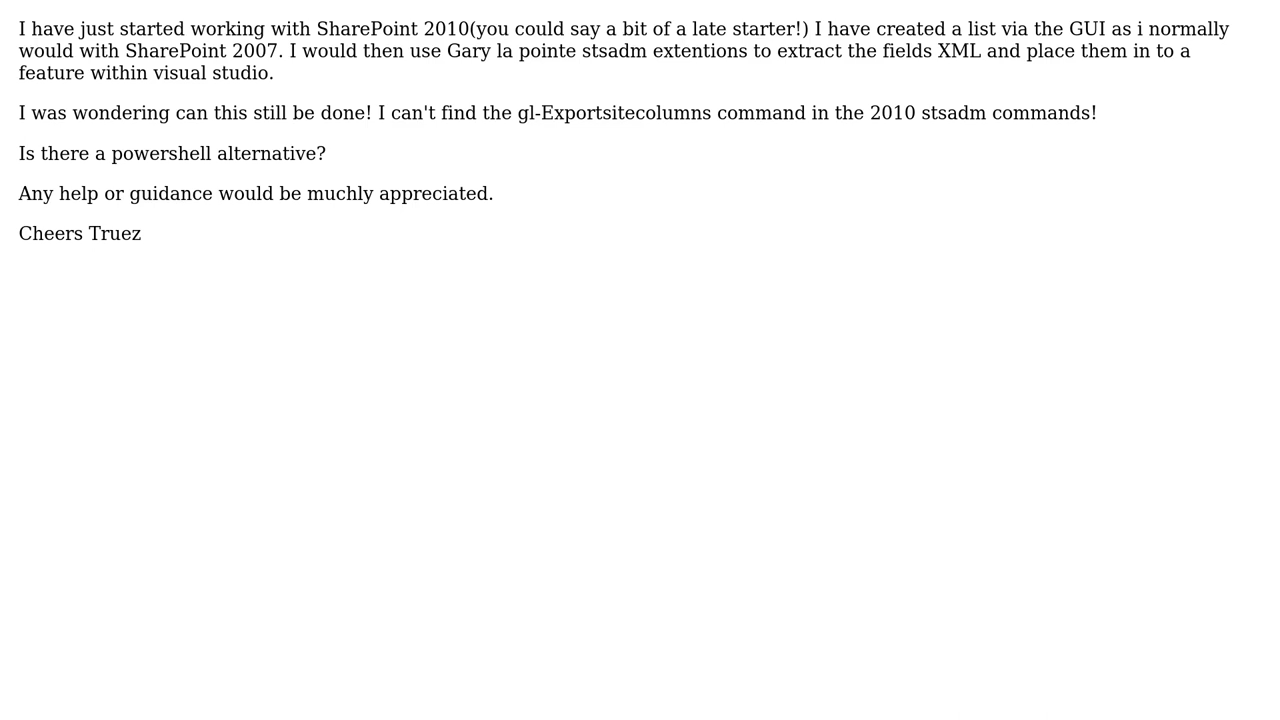 I have just started working with SharePoint 2010(you could say a bit of a late starter!) I have created a list via the GUI as i normally
would with SharePoint 2007. I would then use Gary la pointe stsadm extentions to extract the fields XML and place them in to a
feature within visual studio.
I was wondering can this still be done! I can't find the gl-Exportsitecolumns command in the 2010 stsadm commands!
Is there a powershell alternative?
Any help or guidance would be muchly appreciated.
Cheers Truez